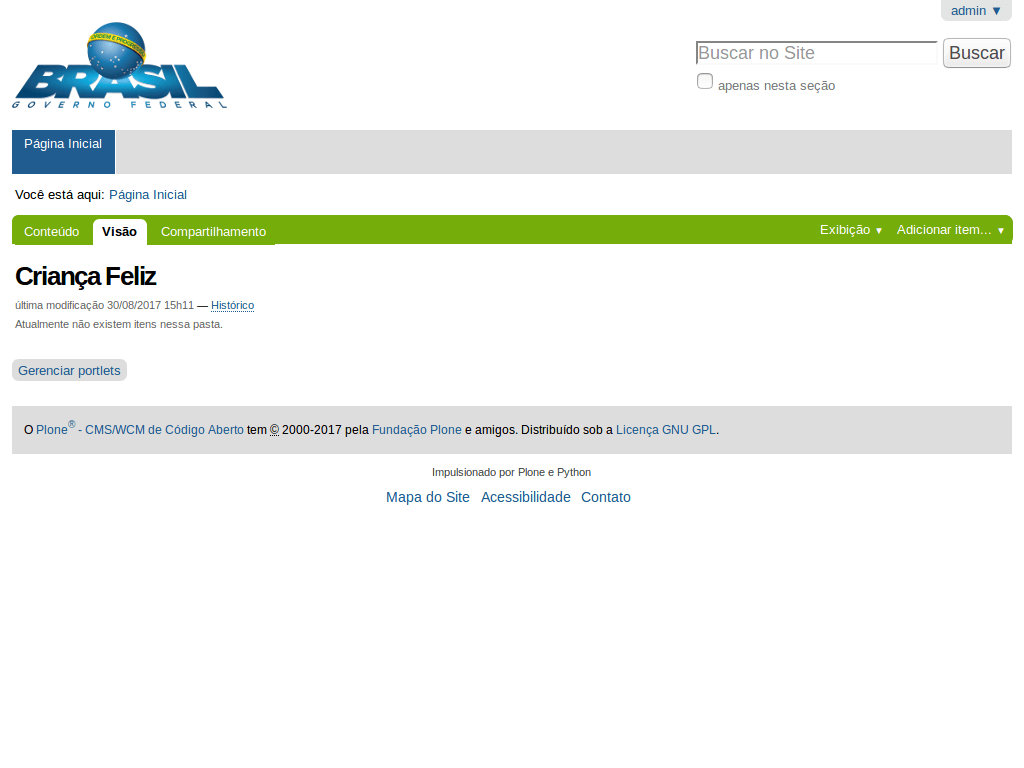 admin ▼
ORDEM E PROGRESSO
BRASIL
GOVERNO FEDERAL
Buscar no Site
Buscar
apenas nesta seção
Página Inicial
Você está aqui: Página Inicial
Conteúdo Visão Compartilhamento Exibição ▼ Adicionar item… ▼
Criança Feliz
última modificação 30/08/2017 15h11 — Histórico
Atualmente não existem itens nessa pasta.
Gerenciar portlets
O Plone® - CMS/WCM de Código Aberto tem © 2000-2017 pela Fundação Plone e amigos. Distribuído sob a Licença GNU GPL.
Impulsionado por Plone e Python
Mapa do Site Acessibilidade Contato